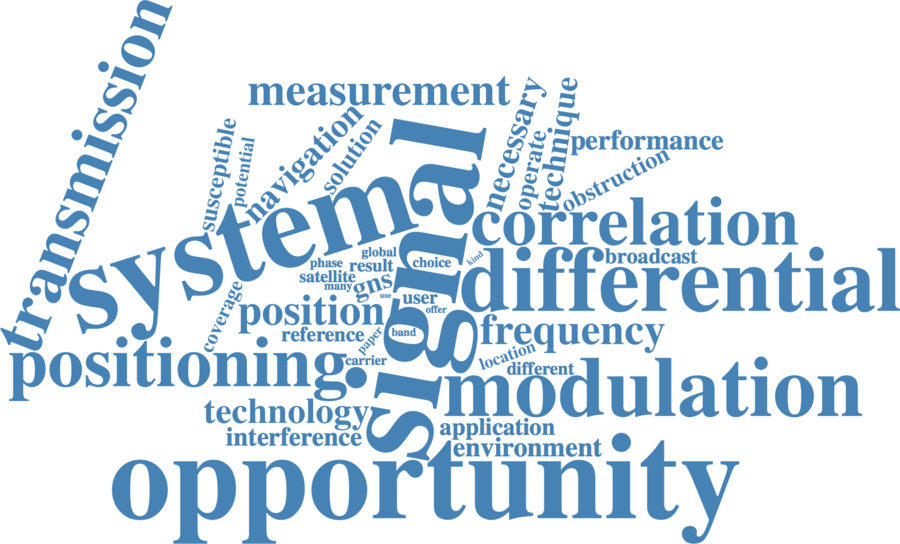 transmission
measurement
susceptible
potential
navigation
solution
signal
necessary
operate
technique
performance
obstruction
system
correlation
global
phase
result
choice
kind
broadcast
satellite
many
gns
use
differential
coverage
position
user
offer
reference
paper
band
frequency
positioning
carrier
location
different
modulation
technology
interference
application
environment
opportunity